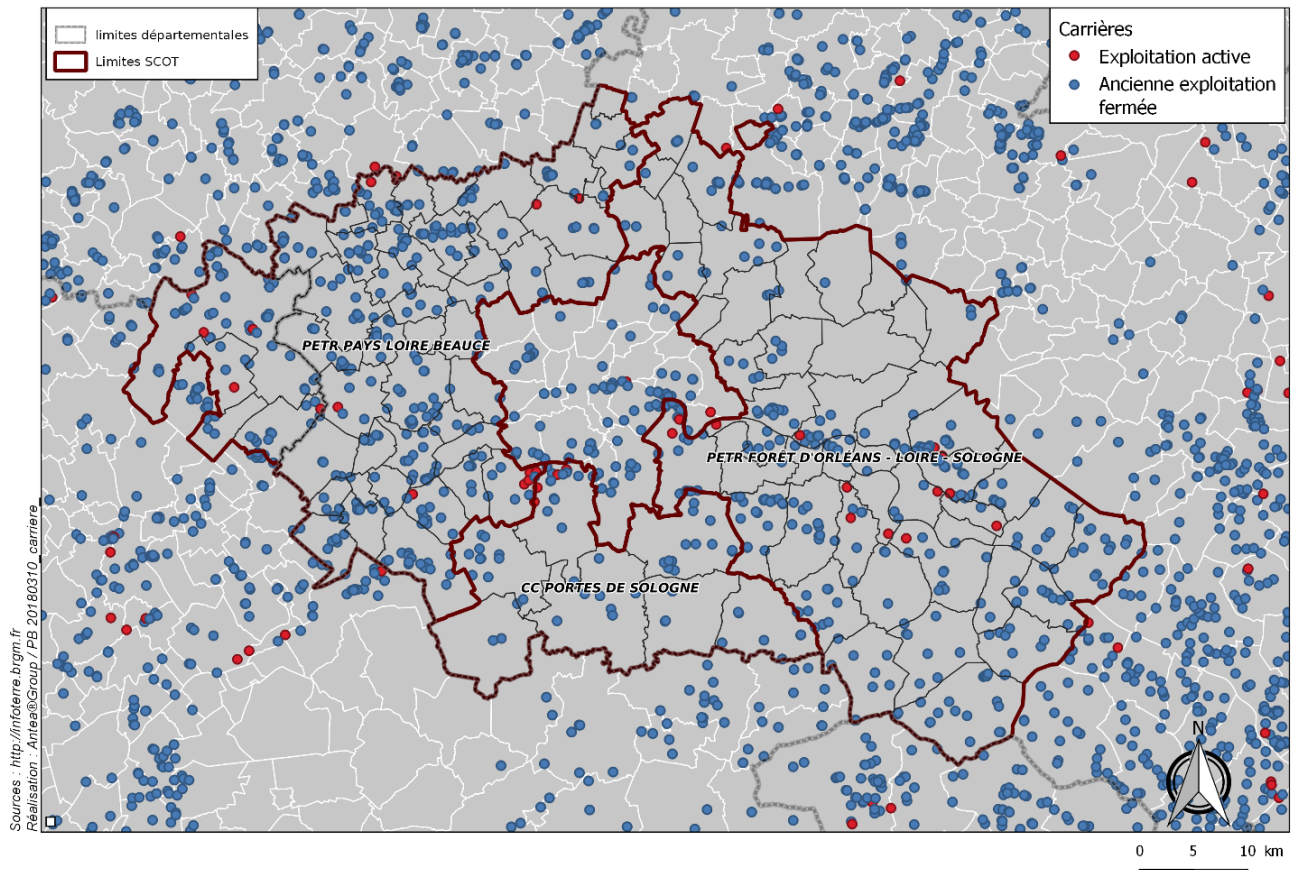 limites départementales
Limites SCOT
Carrières
Exploitation active
Ancienne exploitation
fermée
PETR PAYS LOIRE BEAUCE
PETR FORÊT D'ORLÉANS - LOIRE - SOLOGNE
CC PORTES DE SOLOGNE
Sources : http://infoterre.brgm.fr
Réalisation : Antea®Group / PB 20180310_carriere_
N
0 5 10 km